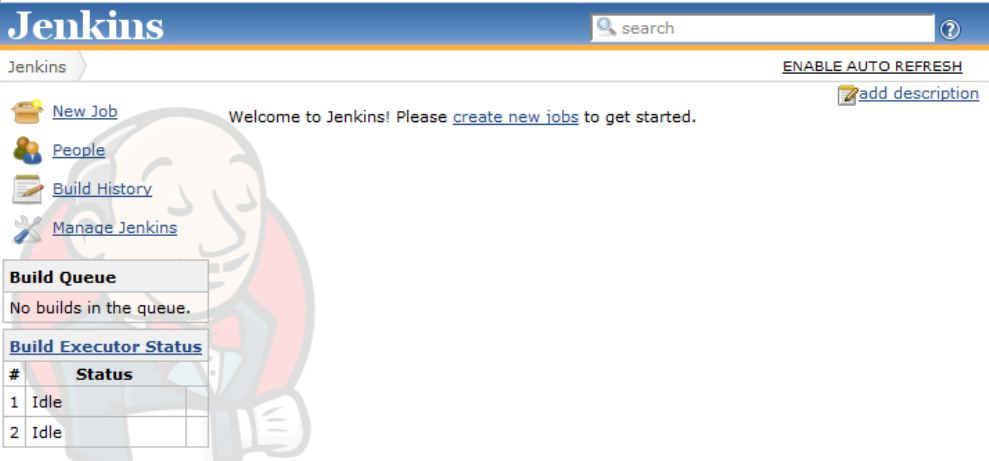 Jenkins
search
?
Jenkins
ENABLE AUTO REFRESH
add description
New Job
Welcome to Jenkins! Please create new jobs to get started.
People
Build History
Manage Jenkins
Build Queue
No builds in the queue.
Build Executor Status
# Status
1 Idle
2 Idle